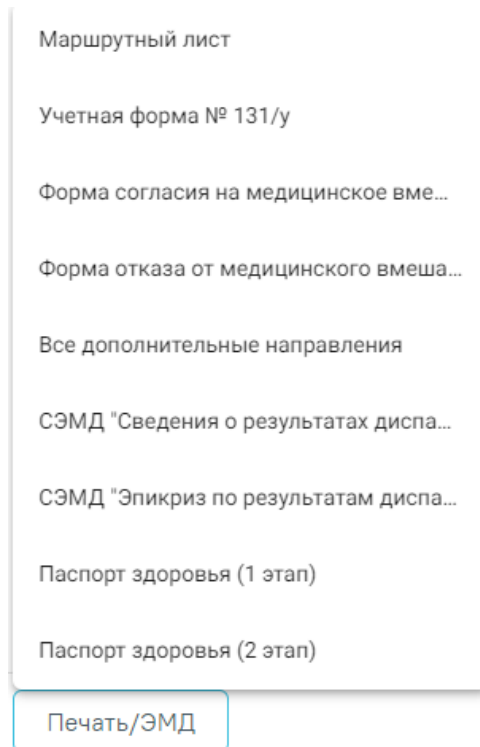 Маршрутный лист
Учетная форма № 131/у
Форма согласия на медицинское вме...
Форма отказа от медицинского вмеша...
Все дополнительные направления
СЭМД "Сведения о результатах диспа...
СЭМД "Эпикриз по результатам диспа...
Паспорт здоровья (1 этап)
Паспорт здоровья (2 этап)
Печать/ЭМД